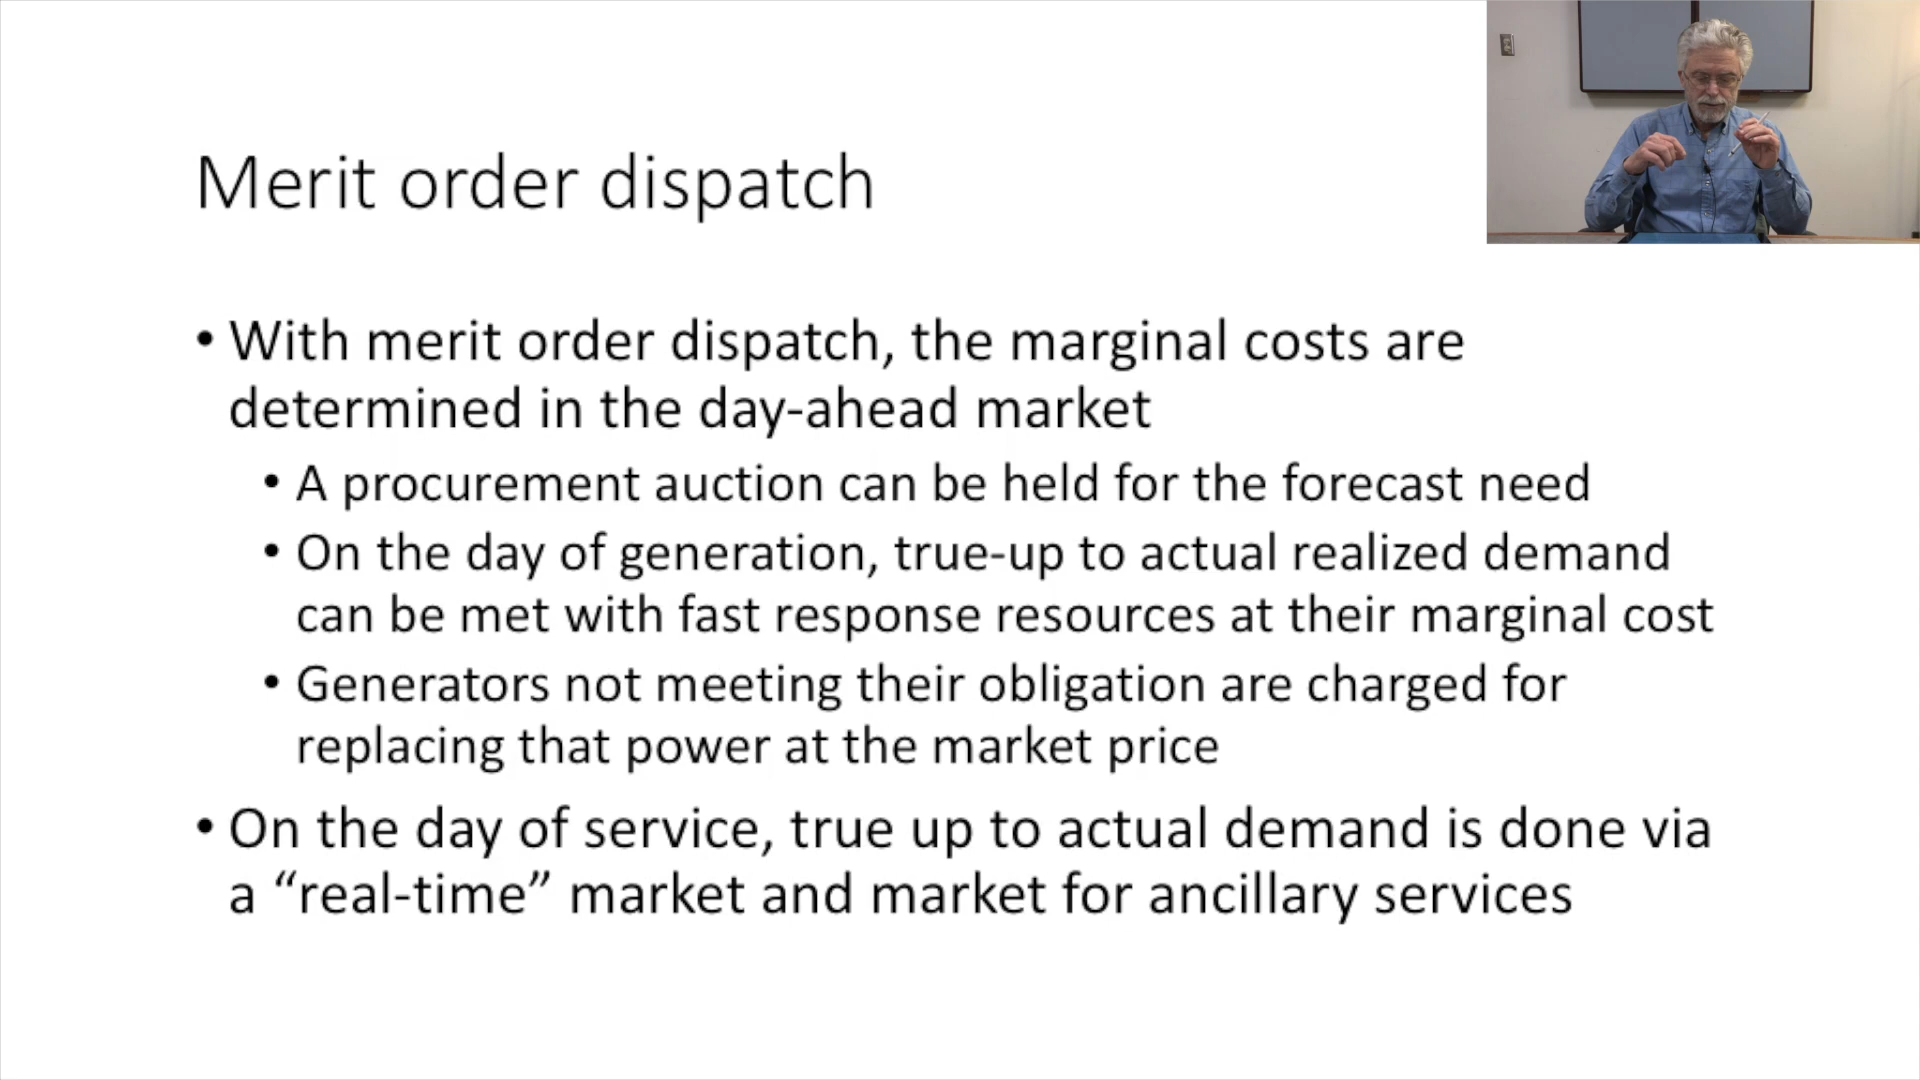 Merit order dispatch
• With merit order dispatch, the marginal costs are
determined in the day-ahead market
• A procurement auction can be held for the forecast need
• On the day of generation, true-up to actual realized demand
can be met with fast response resources at their marginal cost
• Generators not meeting their obligation are charged for
replacing that power at the market price
• On the day of service, true up to actual demand is done via
a “real-time” market and market for ancillary services